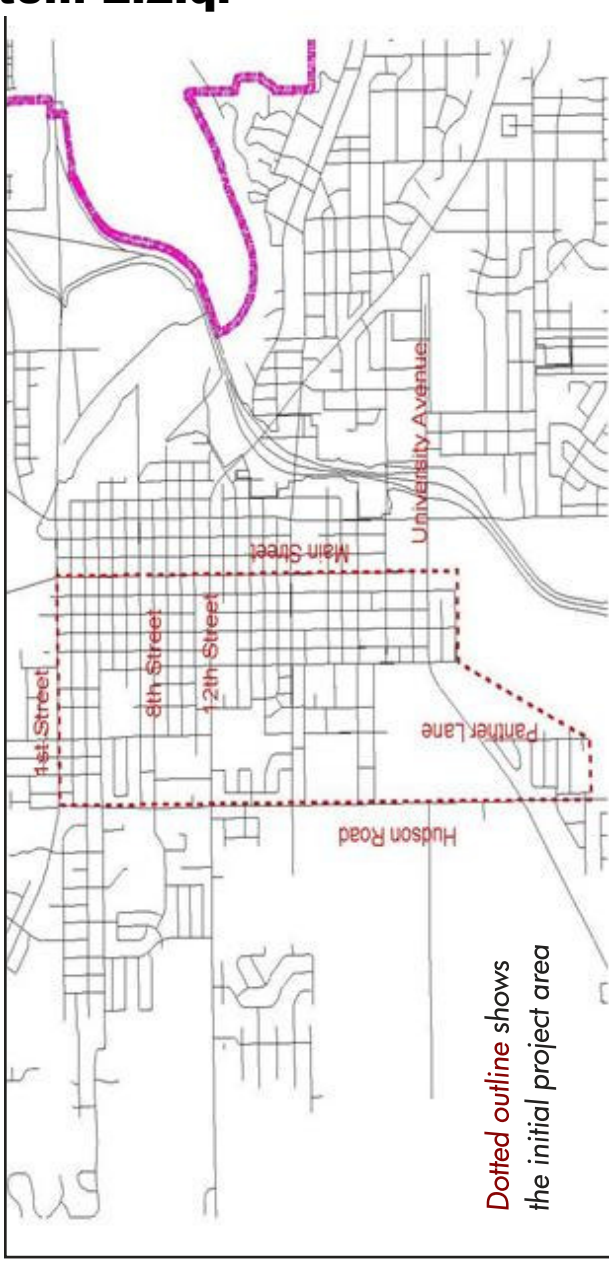 1st Street
8th Street
12th Street
Main Street
University Avenue
Panther Lane
Hudson Road
Dotted outline shows
the initial project area